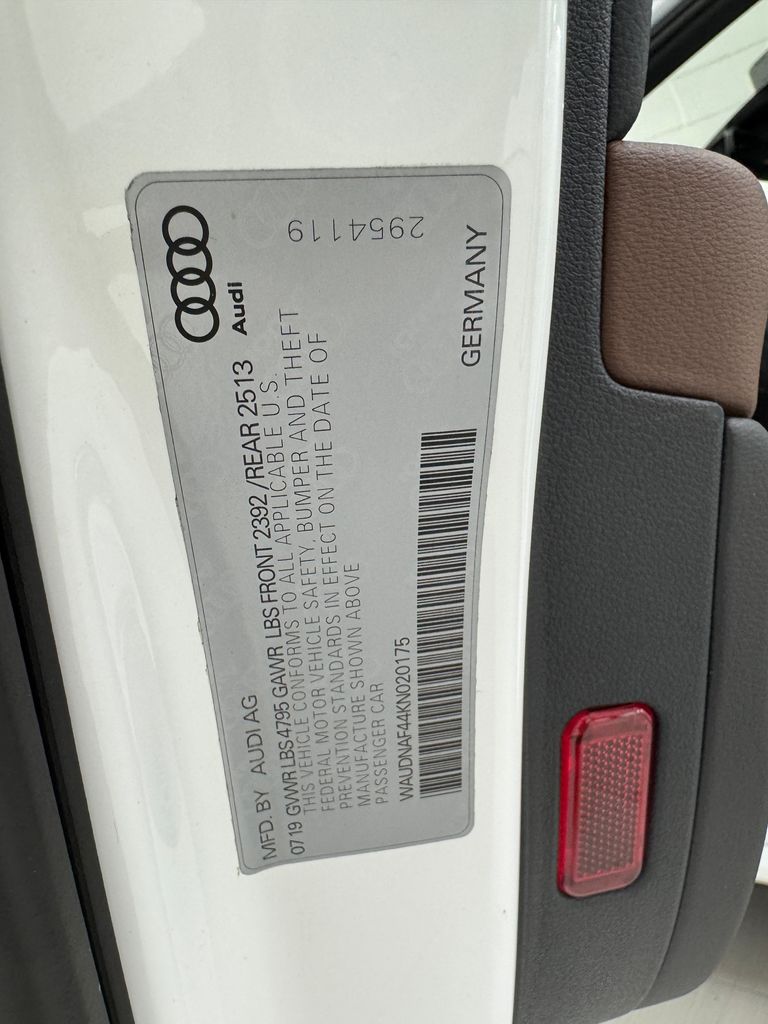 Audi
MFD. BY AUDI AG
0719 GVWR LBS 4795 GAWR LBS FRONT 2392 /REAR 2513
THIS VEHICLE CONFORMS TO ALL APPLICABLE U.S.
FEDERAL MOTOR VEHICLE SAFETY, BUMPER AND THEFT
PREVENTION STANDARDS IN EFFECT ON THE DATE OF
MANUFACTURE SHOWN ABOVE
PASSENGER CAR
WAUDNAF44KN020175
GERMANY
2954119